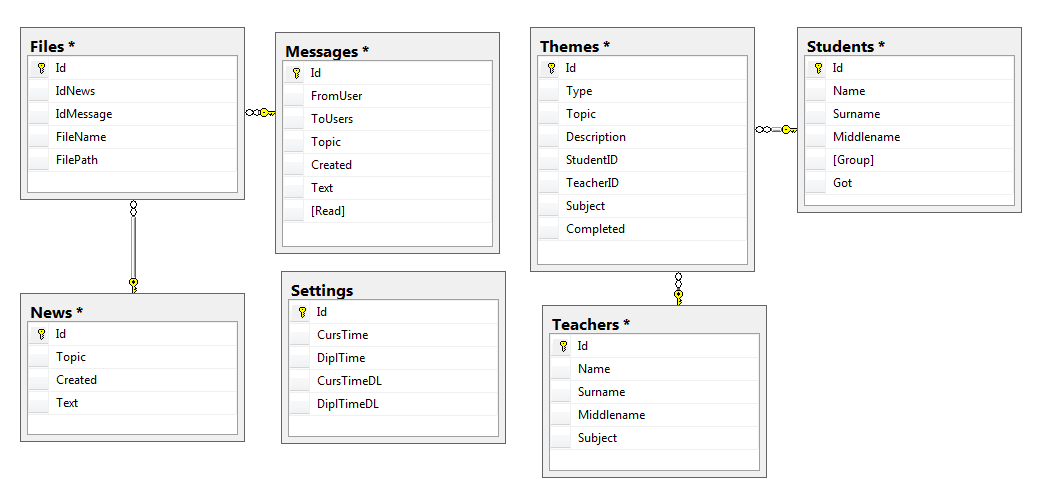 Files *
Id
IdNews
IdMessage
FileName
FilePath
Messages *
Id
FromUser
ToUsers
Topic
Created
Text
[Read]
Themes *
Id
Type
Topic
Description
StudentID
TeacherID
Subject
Completed
Students *
Id
Name
Surname
Middlename
[Group]
Got
News *
Id
Topic
Created
Text
Settings
Id
CursTime
DiplTime
CursTimeDL
DiplTimeDL
Teachers *
Id
Name
Surname
Middlename
Subject